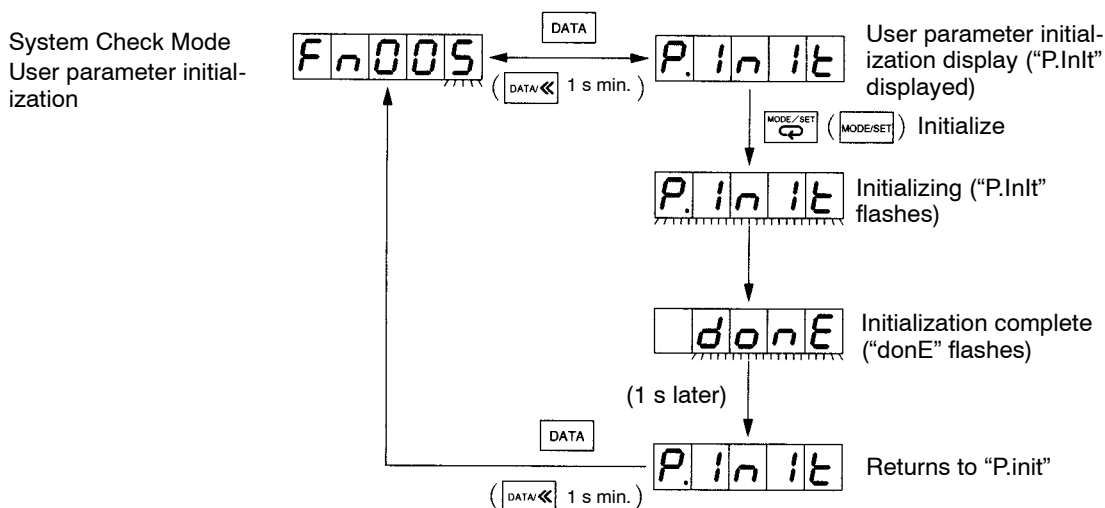 System Check Mode
User parameter initial-
ization
Fn005
DATA
( DATA/≪ 1 s min. )
P.InIt
User parameter initial-
ization display (“P.InIt”
displayed)
MODE/SET ( MODE/SET ) Initialize
P.InIt
Initializing (“P.InIt”
flashes)
donE
Initialization complete
(“donE” flashes)
(1 s later)
DATA
( DATA/≪ 1 s min. )
P.InIt
Returns to “P.init”